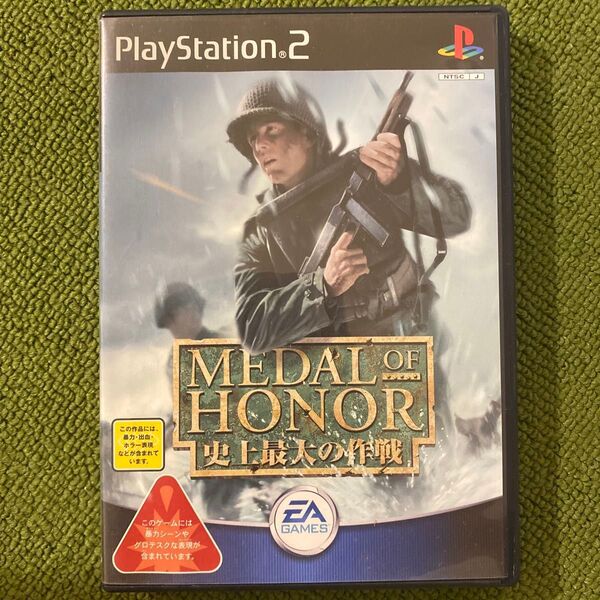 PlayStation®2
NTSC J
MEDAL OF
HONOR
史上最大の作戦
この作品には、
暴力・出血・
ホラー表現
などが含まれて
います。
このゲームには
暴力シーンや
グロテスクな表現が
含まれています。
EA
GAMES